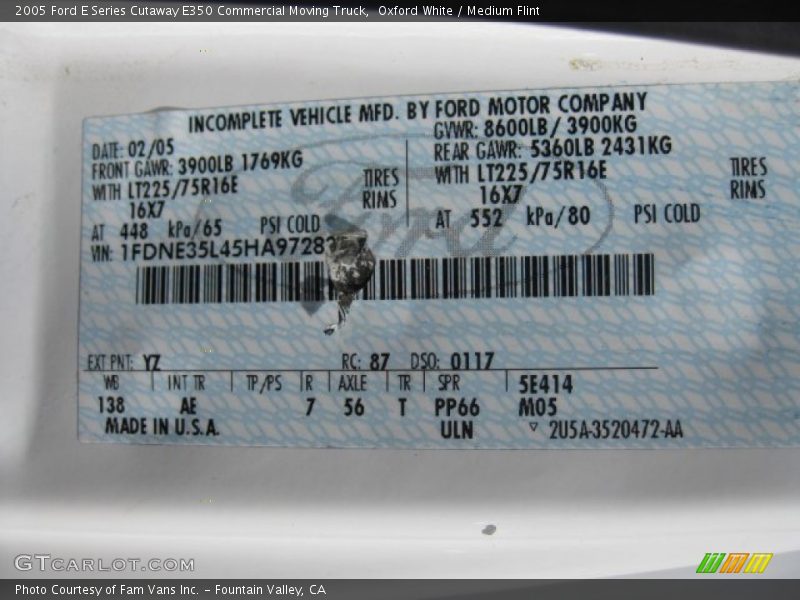 2005 Ford E Series Cutaway E350 Commercial Moving Truck, Oxford White / Medium Flint
INCOMPLETE VEHICLE MFD. BY FORD MOTOR COMPANY
DATE: 02/05
GVWR: 8600LB/ 3900KG
FRONT GAWR: 3900LB 1769KG
REAR GAWR: 5360LB 2431KG
WITH LT225/75R16E TIRES
WITH LT225/75R16E TIRES
16X7 RIMS
16X7 RIMS
AT 448 kPa/65 PSI COLD
AT 552 kPa/80 PSI COLD
VIN: 1FDNE35L45HA9728
Ford
EXT PNT: YZ RC: 87 DSO: 0117
WB INT TR TP/PS R AXLE TR SPR 5E414
138 AE 7 56 T PP66 M05
MADE IN U.S.A. ULN ▽ 2U5A-3520472-AA
GTCARLOT.COM
Photo Courtesy of Fam Vans Inc. – Fountain Valley, CA